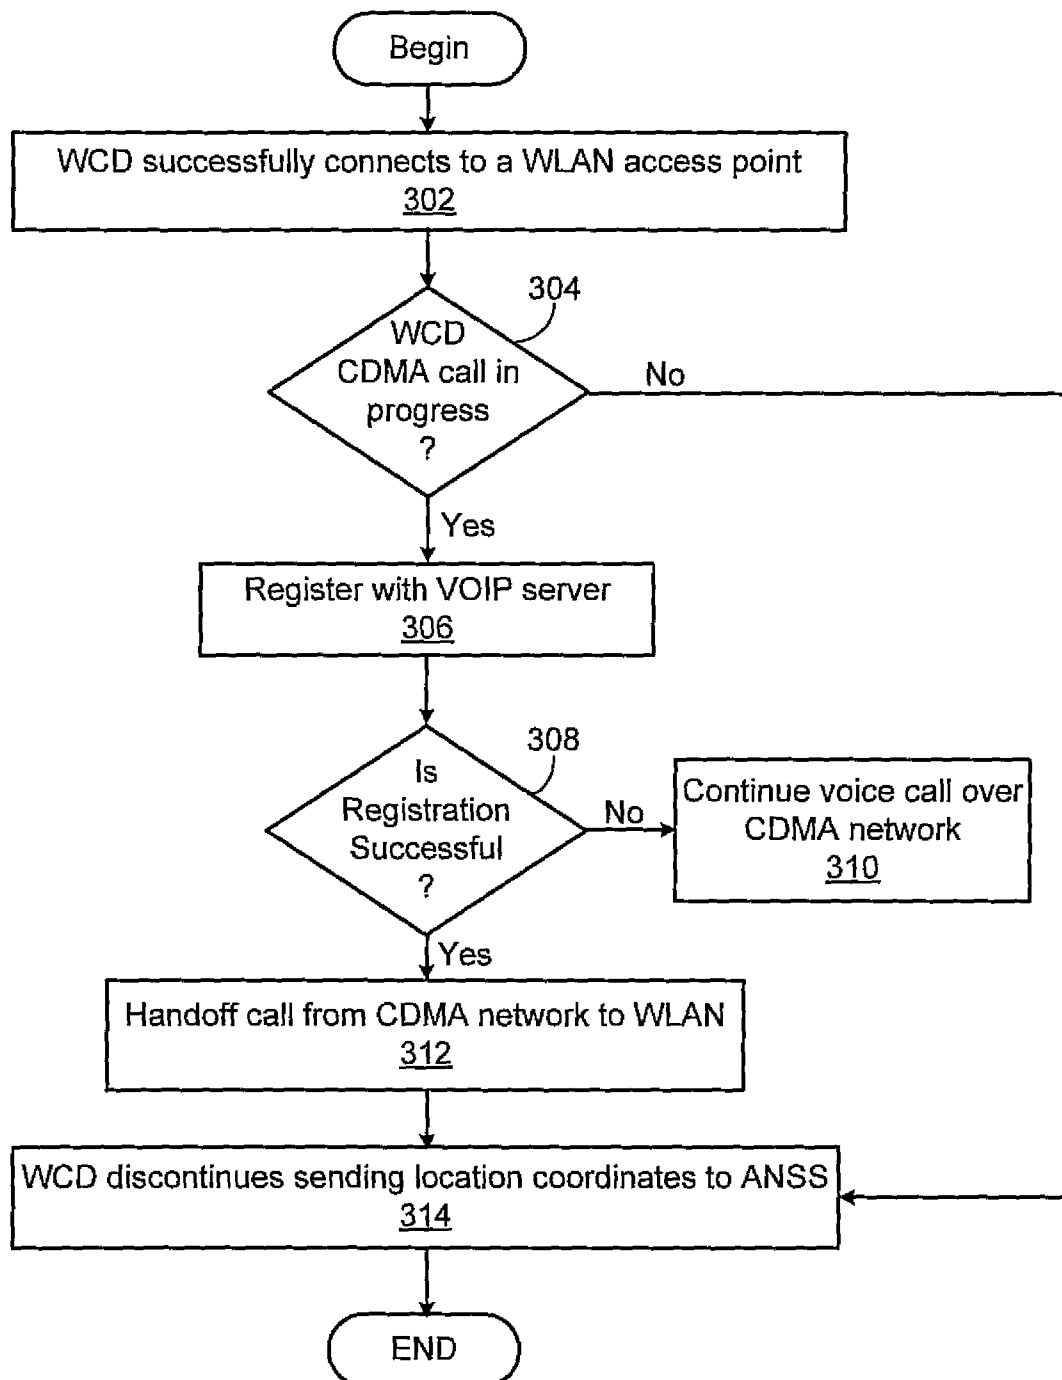 Begin
WCD successfully connects to a WLAN access point
302
304
WCD
CDMA call in
progress
?
No
Yes
Register with VOIP server
306
308
Is
Registration
Successful
?
No
Continue voice call over
CDMA network
310
Yes
Handoff call from CDMA network to WLAN
312
WCD discontinues sending location coordinates to ANSS
314
END